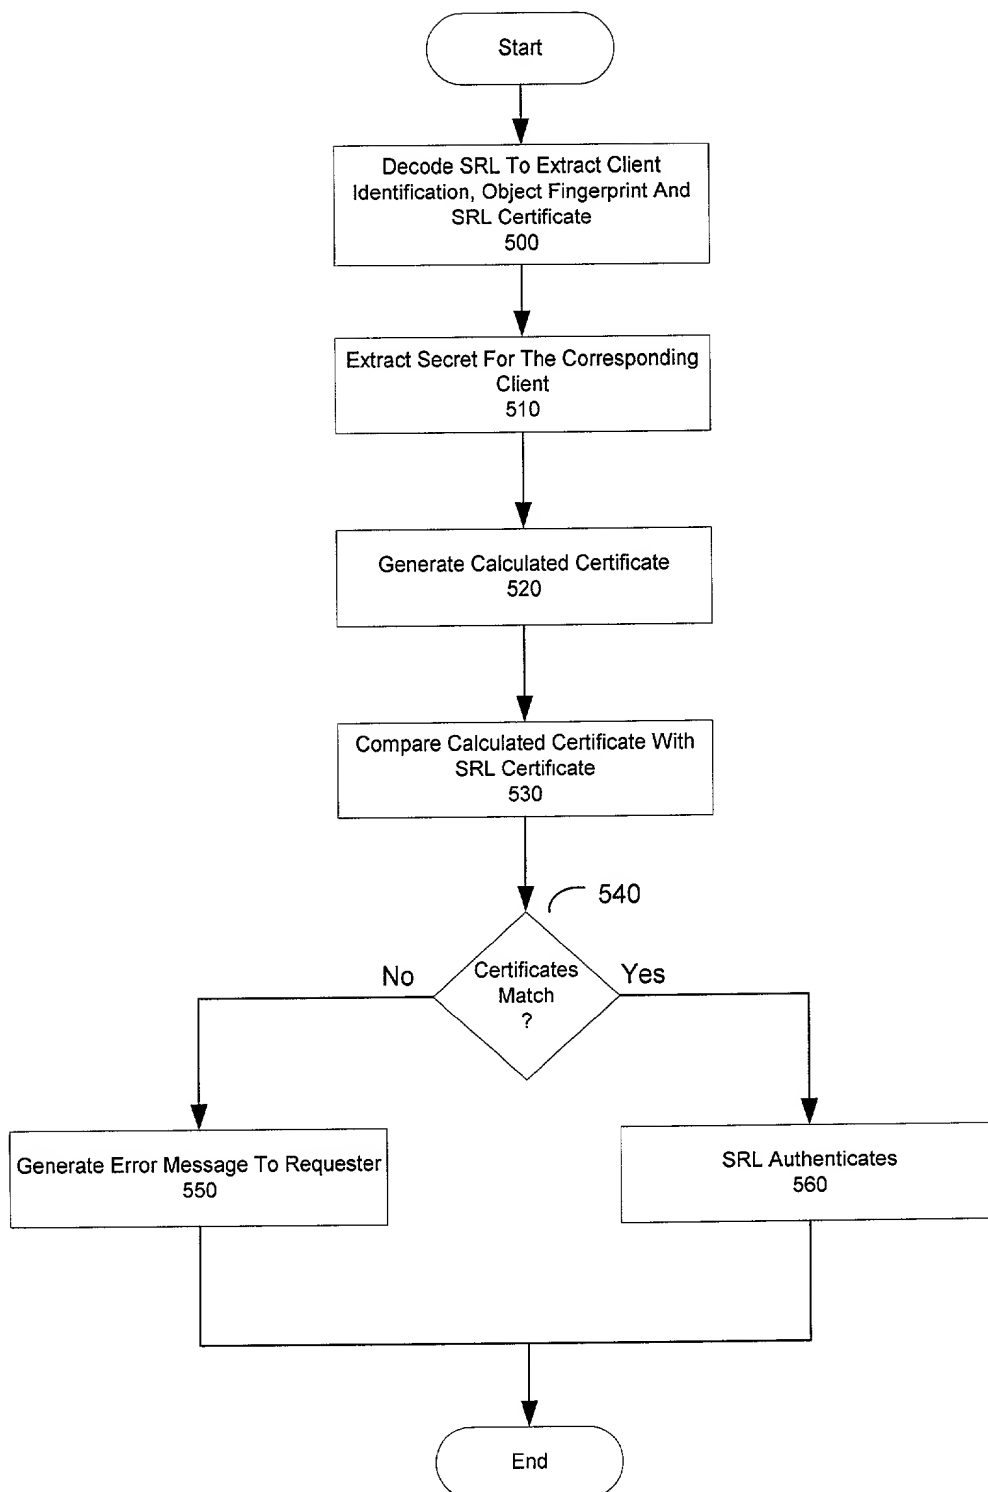 Start
Decode SRL To Extract Client
Identification, Object Fingerprint And
SRL Certificate
500
Extract Secret For The Corresponding
Client
510
Generate Calculated Certificate
520
Compare Calculated Certificate With
SRL Certificate
530
540
No
Certificates
Match
?
Yes
Generate Error Message To Requester
550
SRL Authenticates
560
End